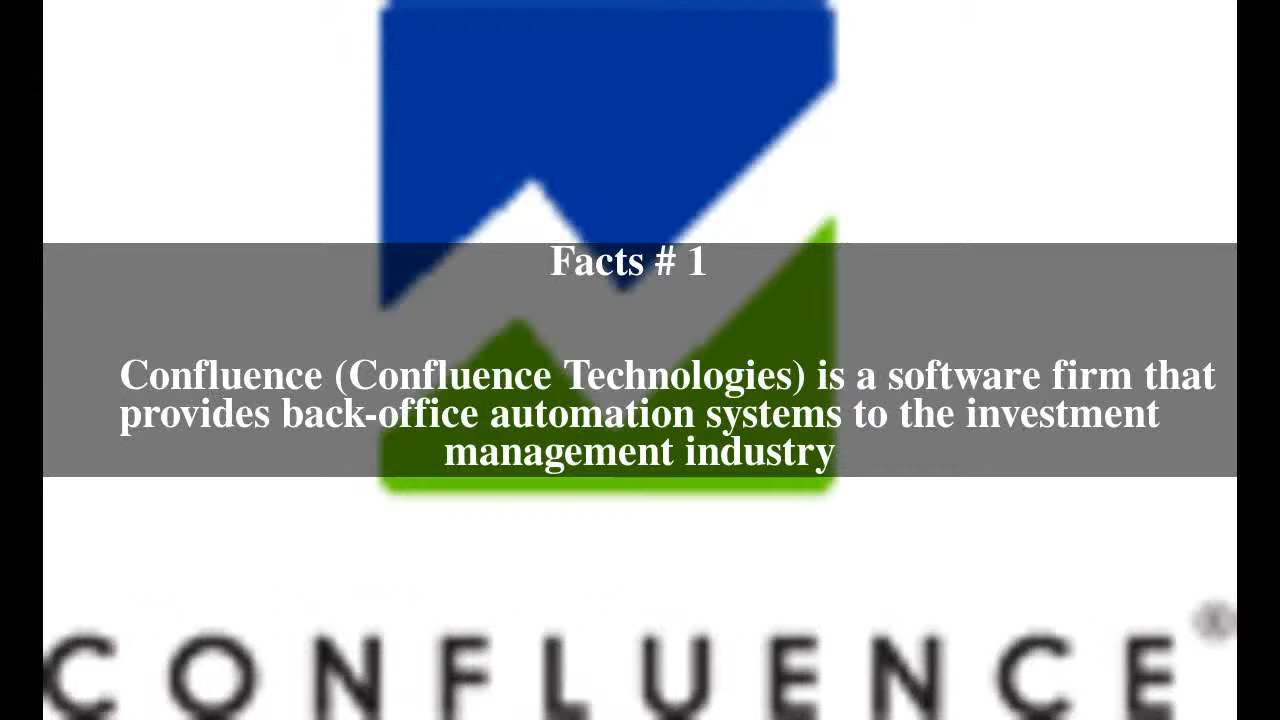 Facts # 1
Confluence (Confluence Technologies) is a software firm that
provides back-office automation systems to the investment
management industry
CONFLUENCE®